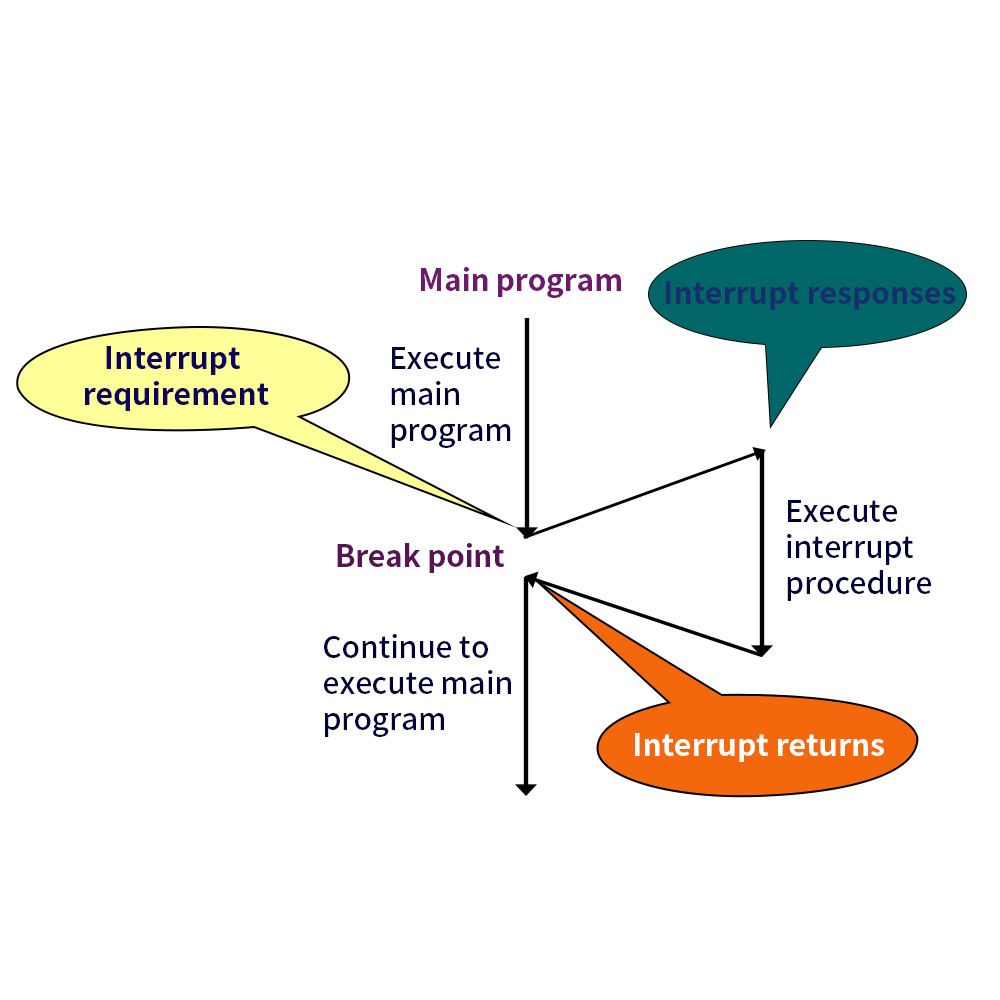 Main program
Interrupt responses
Interrupt
requirement
Execute
main
program
Break point
Execute
interrupt
procedure
Continue to
execute main
program
Interrupt returns